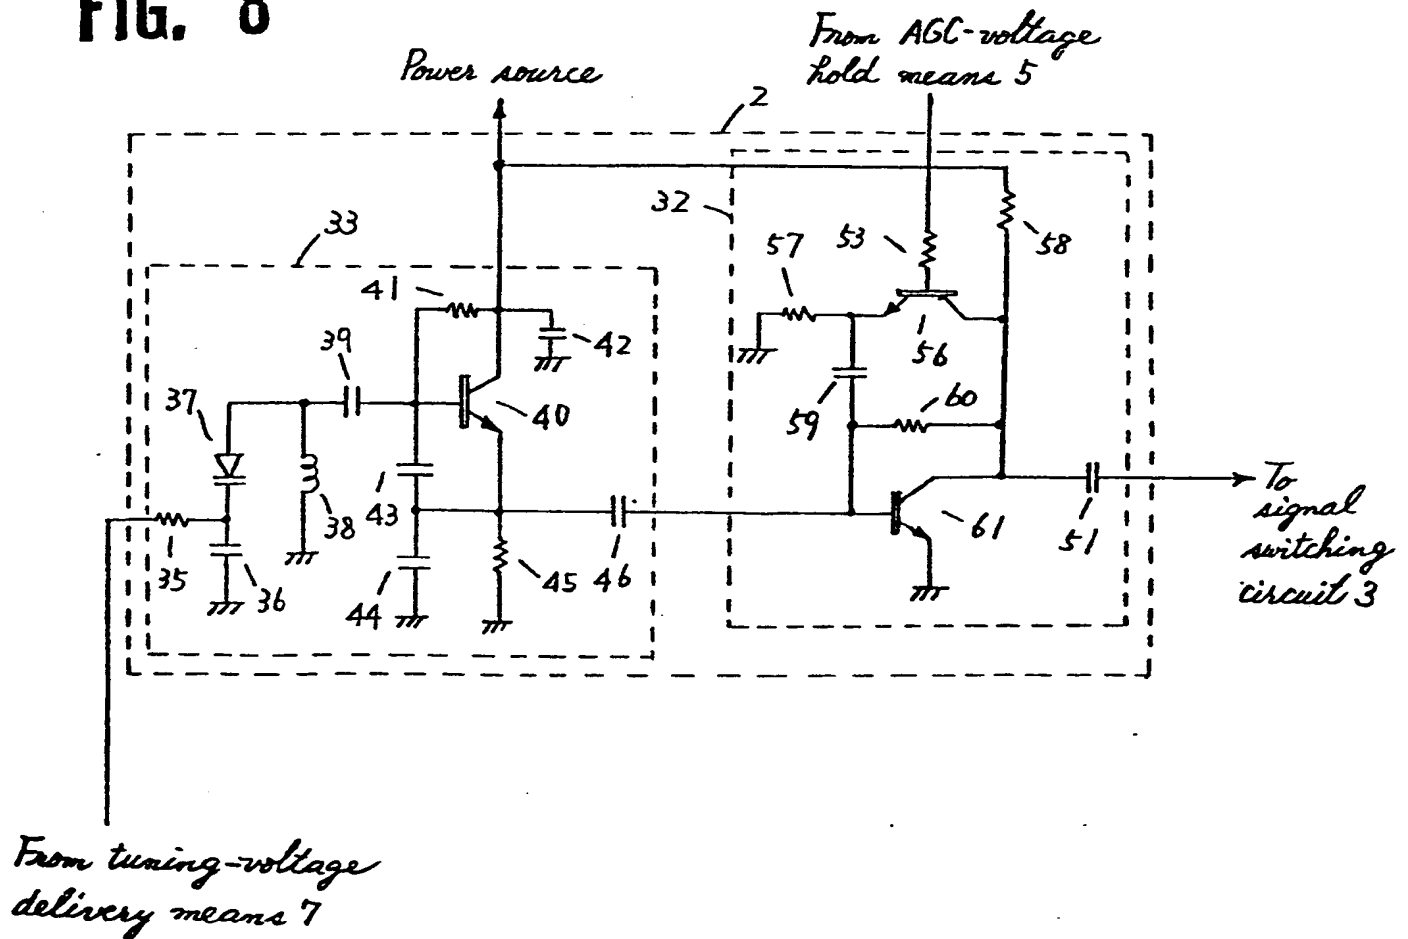 FIG. 8
From AGC-voltage
hold means 5
Power source
2
32
33
57
53
58
41
42
39
56
37
40
59
60
43
38
61
51
35
36
44
45
46
To
signal
switching
circuit 3
From tuning-voltage
delivery means 7